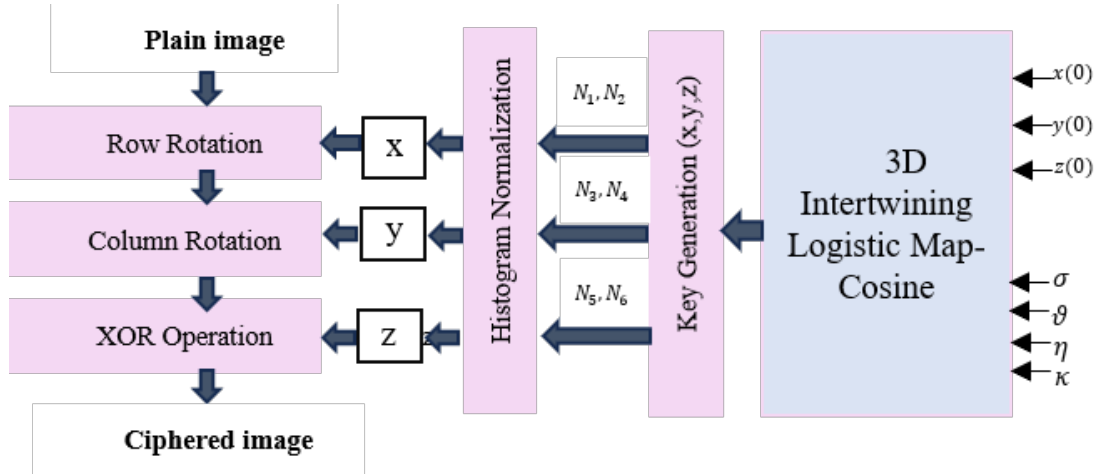 Plain image
Row Rotation
Column Rotation
XOR Operation
Ciphered image
x
y
z
Histogram Normalization
N₁, N₂
N₃, N₄
N₅, N₆
Key Generation (x,y,z)
3D
Intertwining
Logistic Map-
Cosine
x(0)
y(0)
z(0)
σ
ϑ
η
κ